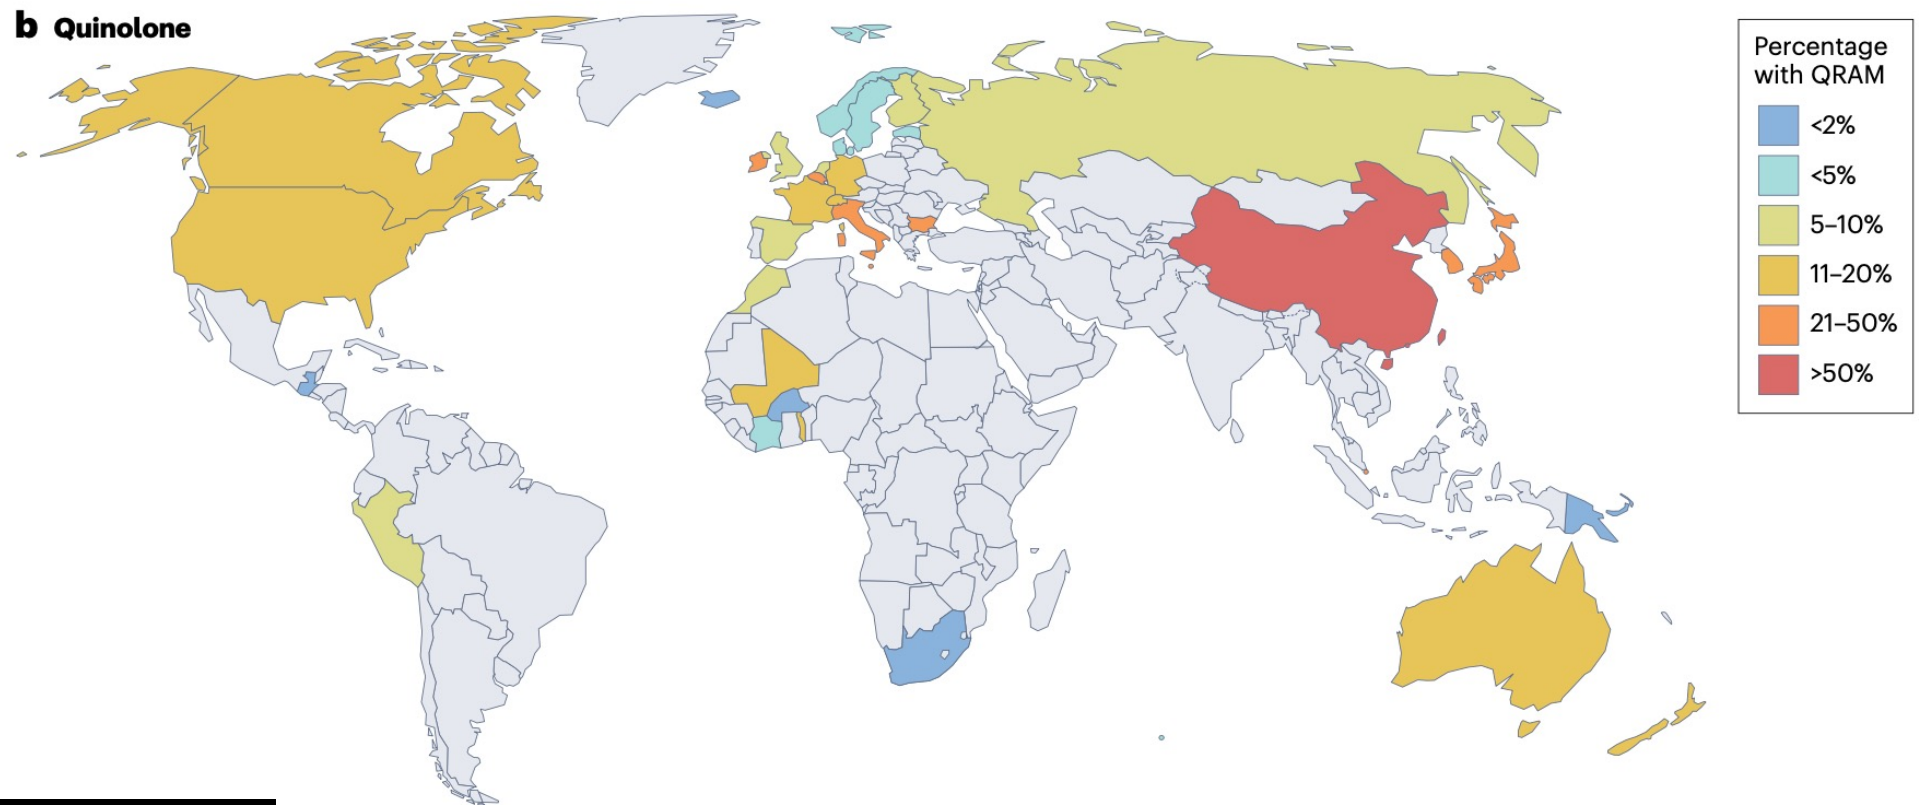 b Quinolone
Percentage
with QRAM
<2%
<5%
5–10%
11–20%
21–50%
>50%